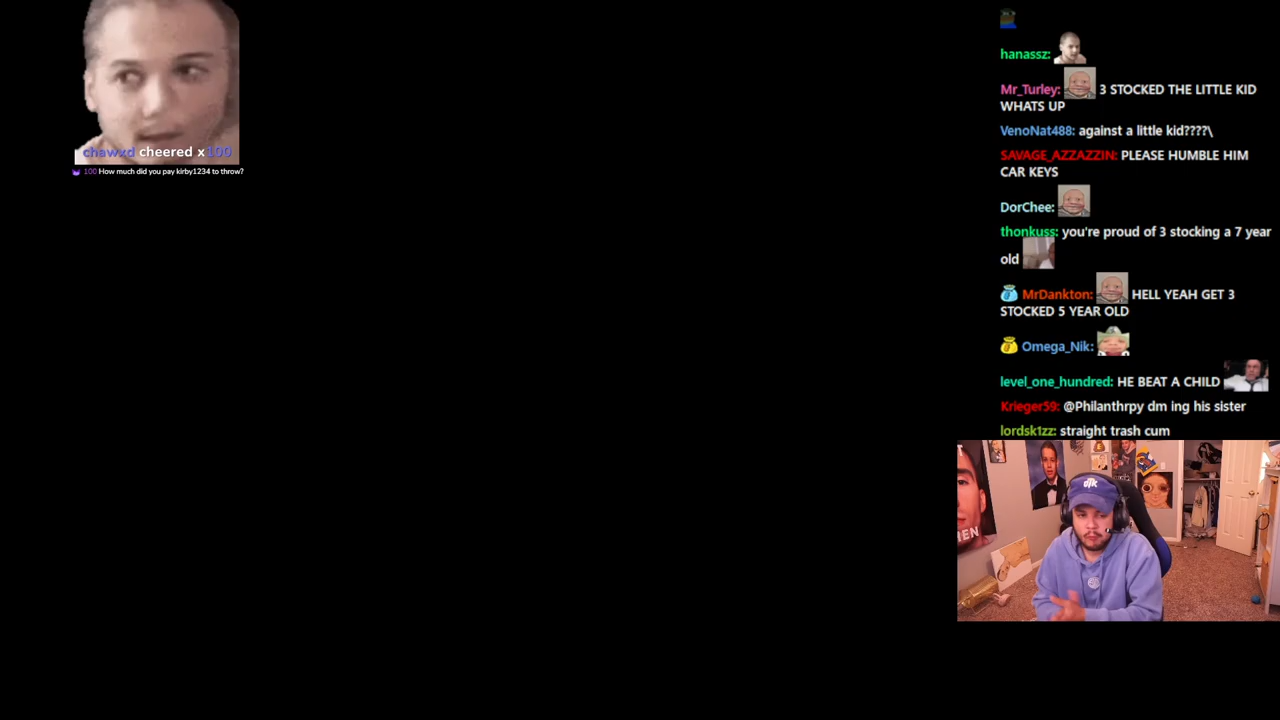 chawxd cheered x100
100 How much did you pay kirby1234 to throw?
hanassz:
Mr_Turley: 3 STOCKED THE LITTLE KID
WHATS UP
VenoNat488: against a little kid????\
SAVAGE_AZZAZZIN: PLEASE HUMBLE HIM
CAR KEYS
DorChee:
thonkuss: you're proud of 3 stocking a 7 year
old
MrDankton: HELL YEAH GET 3
STOCKED 5 YEAR OLD
Omega_Nik:
level_one_hundred: HE BEAT A CHILD
Krieger59: @Philanthrpy dm ing his sister
lordsk1zz: straight trash cum